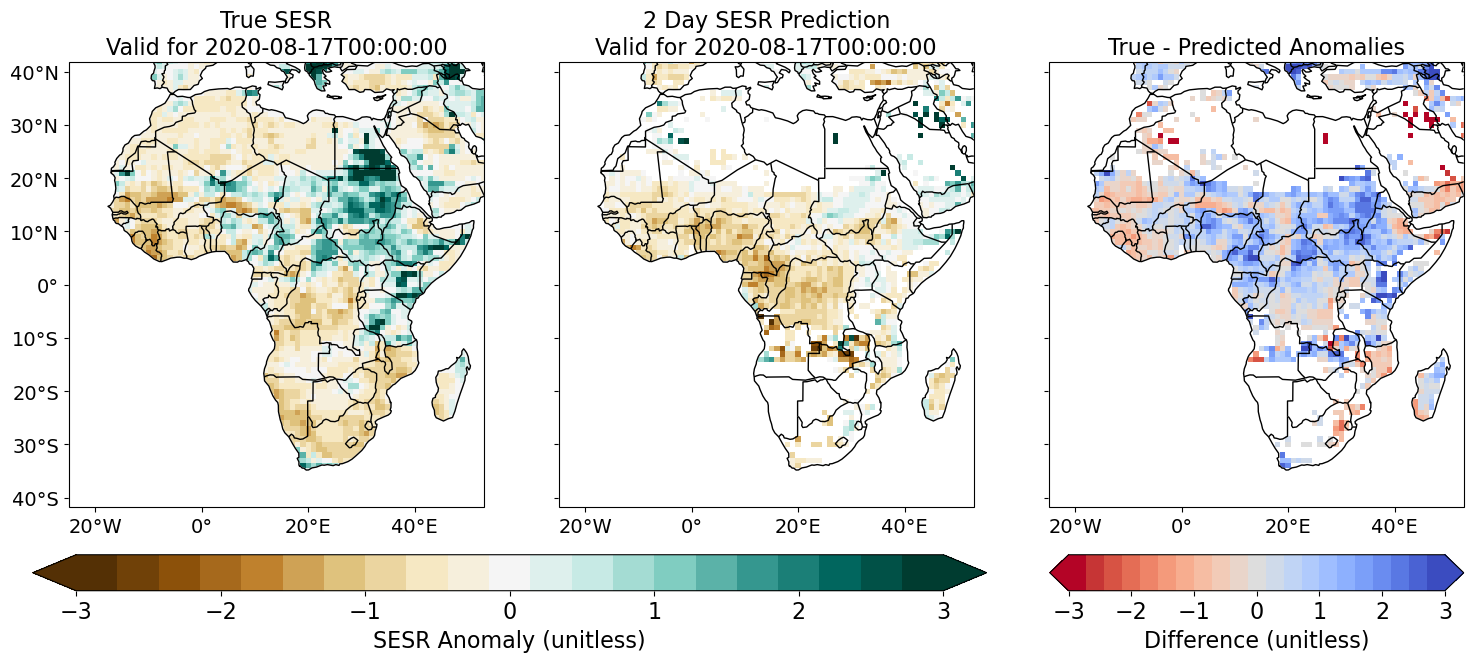 True SESR
Valid for 2020-08-17T00:00:00
2 Day SESR Prediction
Valid for 2020-08-17T00:00:00
True - Predicted Anomalies
40°N
30°N
20°N
10°N
0°
10°S
20°S
30°S
40°S
20°W 0° 20°E 40°E
20°W 0° 20°E 40°E
20°W 0° 20°E 40°E
−3 −2 −1 0 1 2 3
SESR Anomaly (unitless)
−3 −2 −1 0 1 2 3
Difference (unitless)